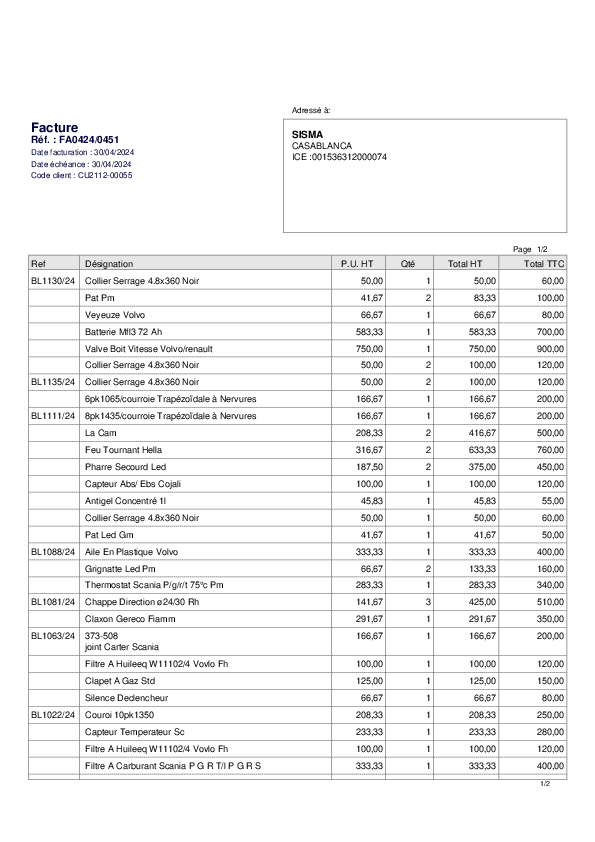 Adressé à:
Facture
Réf. : FA0424/0451
Date facturation : 30/04/2024
Date échéance : 30/04/2024
Code client : CU2112-00055
SISMA
CASABLANCA
ICE :001536312000074
Page 1/2
Ref Désignation P.U. HT Qté Total HT Total TTC
BL1130/24 Collier Serrage 4.8x360 Noir 50,00 1 50,00 60,00
Pat Pm 41,67 2 83,33 100,00
Veyeuze Volvo 66,67 1 66,67 80,00
Batterie Mfl3 72 Ah 583,33 1 583,33 700,00
Valve Boit Vitesse Volvo/renault 750,00 1 750,00 900,00
Collier Serrage 4.8x360 Noir 50,00 2 100,00 120,00
BL1135/24 Collier Serrage 4.8x360 Noir 50,00 2 100,00 120,00
6pk1065/courroie Trapézoïdale à Nervures 166,67 1 166,67 200,00
BL1111/24 8pk1435/courroie Trapézoïdale à Nervures 166,67 1 166,67 200,00
La Cam 208,33 2 416,67 500,00
Feu Tournant Hella 316,67 2 633,33 760,00
Pharre Secourd Led 187,50 2 375,00 450,00
Capteur Abs/ Ebs Cojali 100,00 1 100,00 120,00
Antigel Concentré 1l 45,83 1 45,83 55,00
Collier Serrage 4.8x360 Noir 50,00 1 50,00 60,00
Pat Led Gm 41,67 1 41,67 50,00
BL1088/24 Aile En Plastique Volvo 333,33 1 333,33 400,00
Grignatte Led Pm 66,67 2 133,33 160,00
Thermostat Scania P/g/r/t 75°c Pm 283,33 1 283,33 340,00
BL1081/24 Chappe Direction ø24/30 Rh 141,67 3 425,00 510,00
Claxon Gereco Fiamm 291,67 1 291,67 350,00
BL1063/24 373-508 166,67 1 166,67 200,00
joint Carter Scania
Filtre A Huileeq W11102/4 Vovlo Fh 100,00 1 100,00 120,00
Clapet A Gaz Std 125,00 1 125,00 150,00
Silence Declencheur 66,67 1 66,67 80,00
BL1022/24 Couroi 10pk1350 208,33 1 208,33 250,00
Capteur Temperateur Sc 233,33 1 233,33 280,00
Filtre A Huileeq W11102/4 Vovlo Fh 100,00 1 100,00 120,00
Filtre A Carburant Scania P G R T/l P G R S 333,33 1 333,33 400,00
1/2